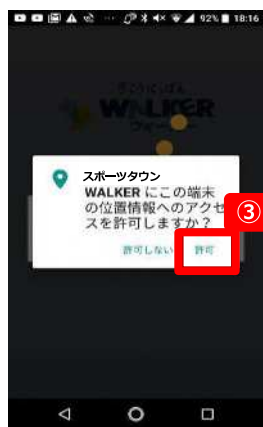 92% 18:16
WALKER
スポーツタウン
WALKER にこの端末
の位置情報へのアクセ
スを許可しますか？
③
許可しない 許可